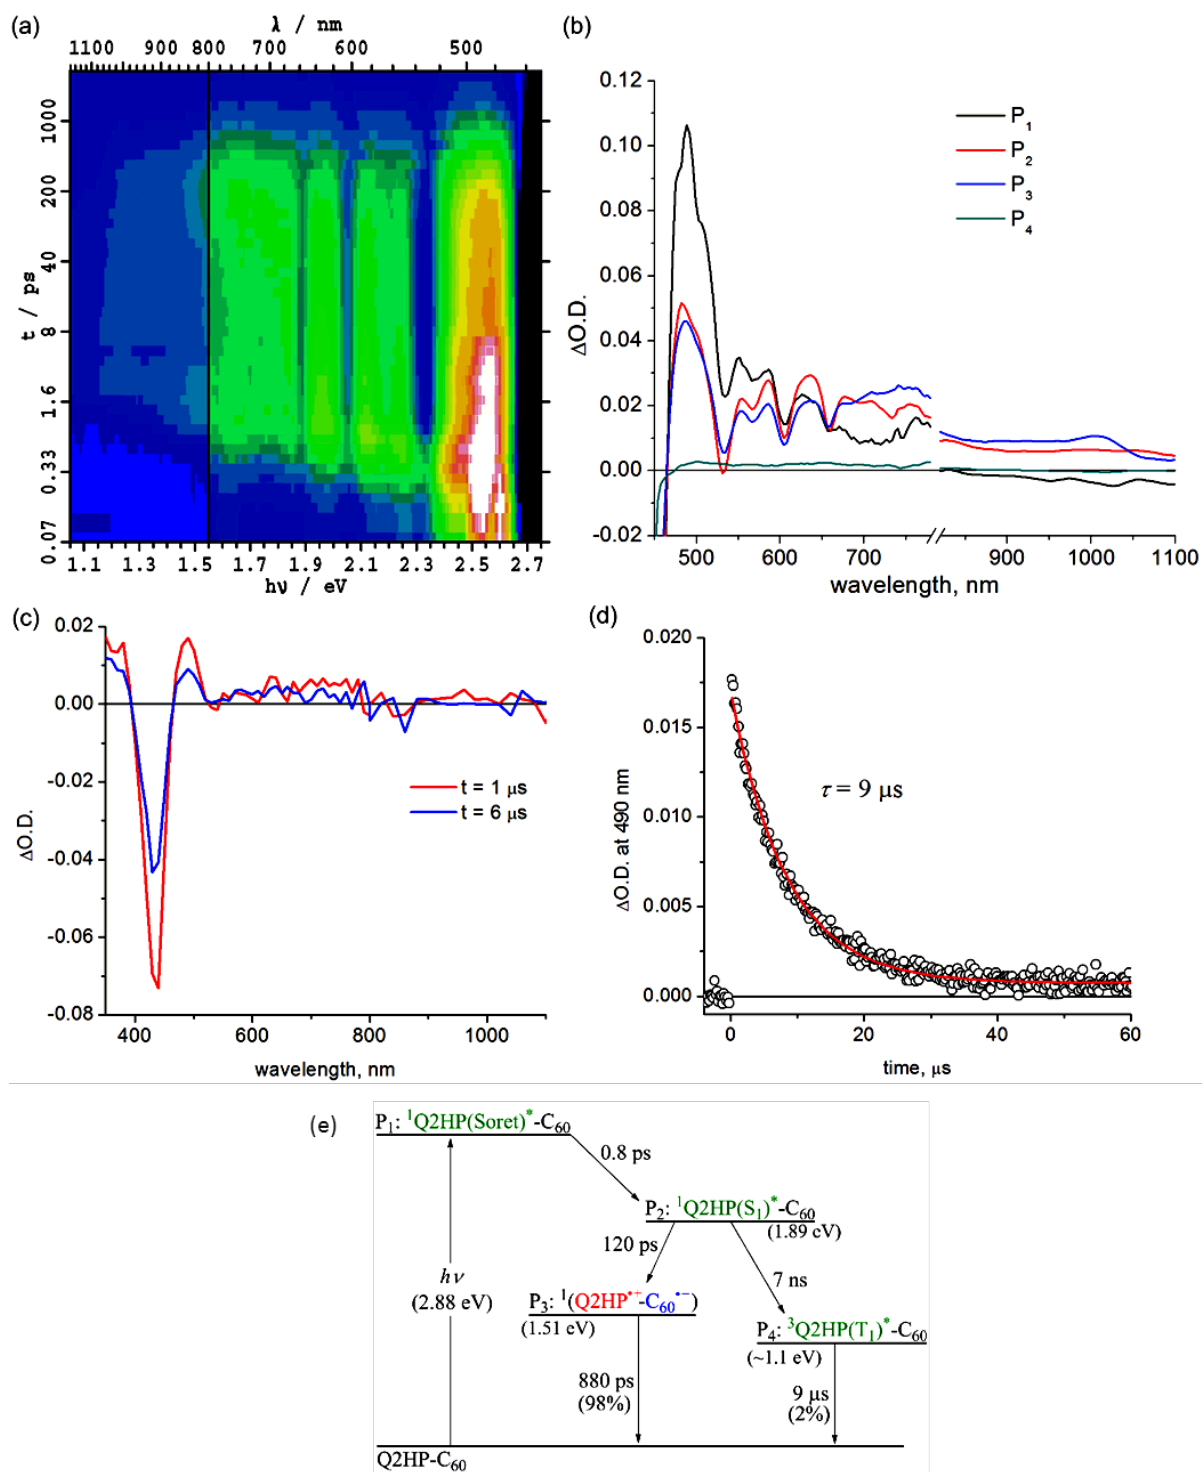 (a)
λ / nm
1100 900 800 700 600 500
t / ps
1000
200
40
8
1.6
0.33
0.07
1.1 1.3 1.5 1.7 1.9 2.1 2.3 2.5 2.7
hν / eV
(b)
0.12
0.10
0.08
0.06
0.04
0.02
0.00
-0.02
ΔO.D.
P₁
P₂
P₃
P₄
500 600 700 900 1000 1100
wavelength, nm
(c)
0.02
0.00
-0.02
-0.04
-0.06
-0.08
ΔO.D.
t = 1 μs
t = 6 μs
400 600 800 1000
wavelength, nm
(d)
0.020
0.015
0.010
0.005
0.000
ΔO.D. at 490 nm
τ = 9 μs
0 10 20 30 40 50 60
time, μs
(e)
P₁: ¹Q2HP(Soret)*-C₆₀
0.8 ps
P₂: ¹Q2HP(S₁)*-C₆₀
(1.89 eV)
120 ps
7 ns
hν
(2.88 eV)
P₃: ¹(Q2HP•⁺-C₆₀•⁻)
(1.51 eV)
P₄: ³Q2HP(T₁)*-C₆₀
(~1.1 eV)
880 ps
(98%)
9 μs
(2%)
Q2HP-C₆₀